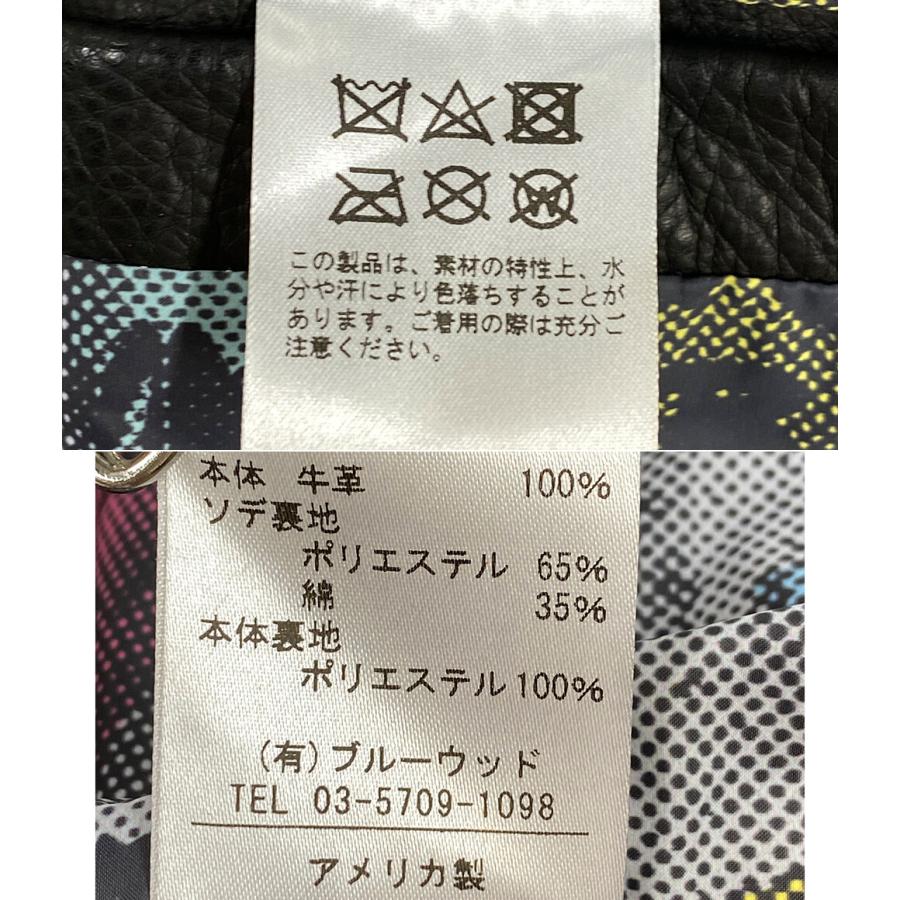 この製品は、素材の特性上、水
分や汗により色落ちすることが
あります。ご着用の際は充分ご
注意ください。
本体 牛革 100%
ソデ裏地
ポリエステル 65%
綿 35%
本体裏地
ポリエステル 100%
(有)ブルーウッド
TEL 03-5709-1098
アメリカ製